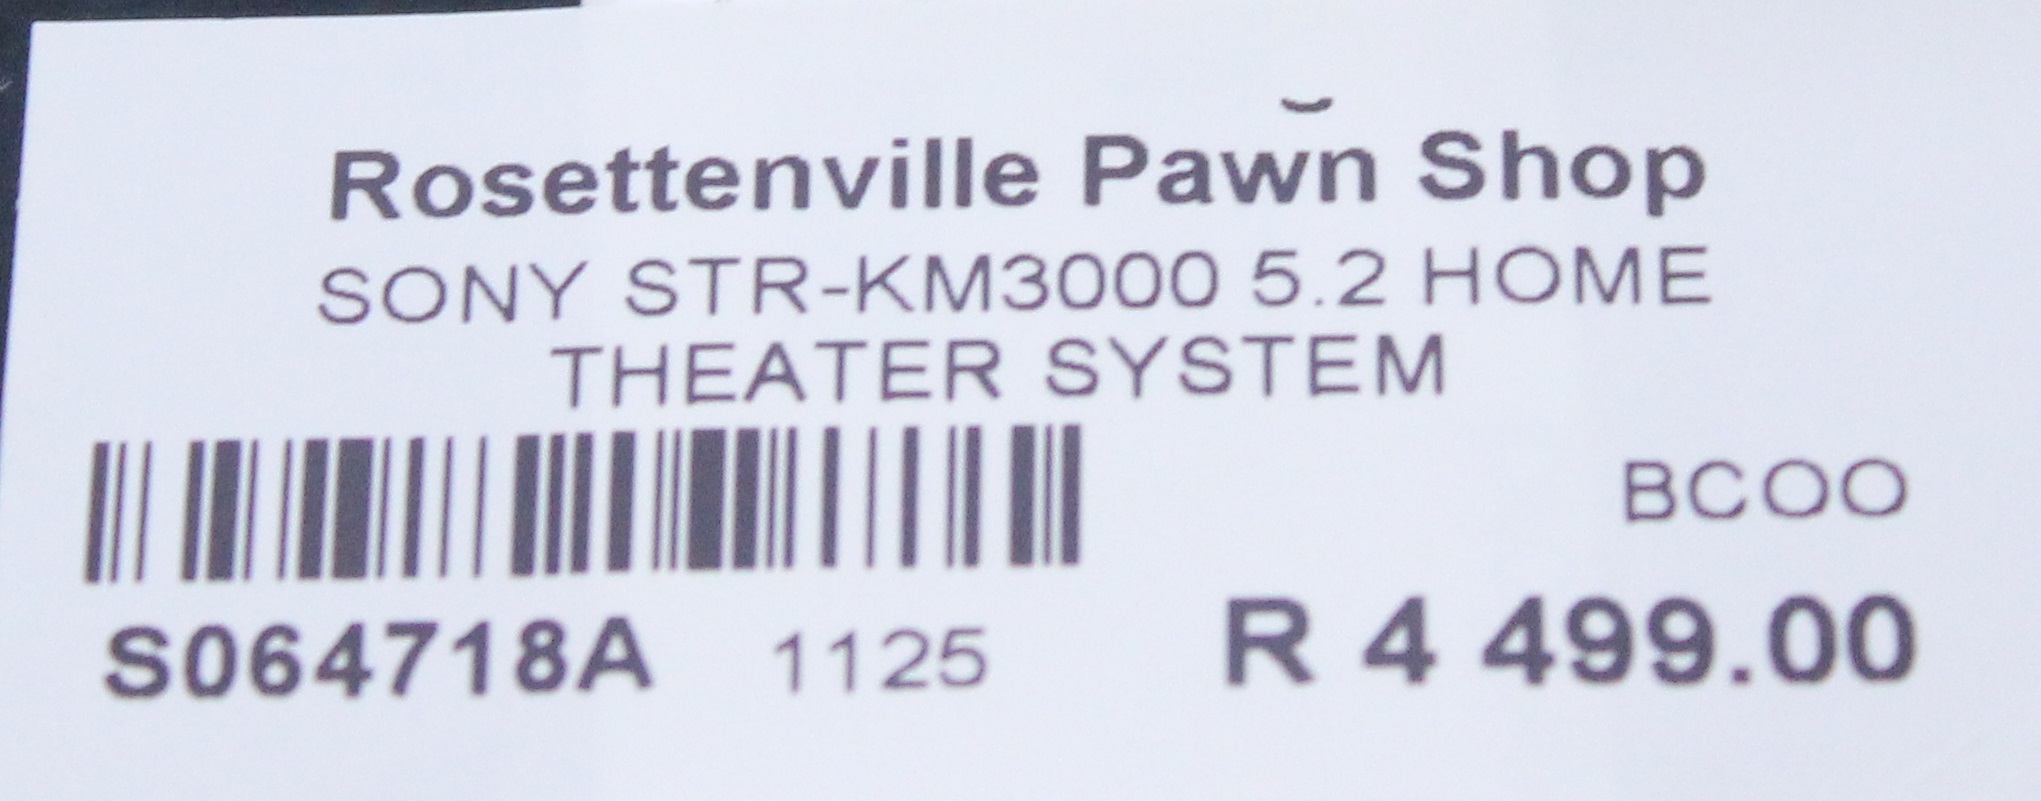 Rosettenville Pawn Shop
SONY STR-KM3000 5.2 HOME
THEATER SYSTEM
BCOO
S064718A 1125 R 4 499.00